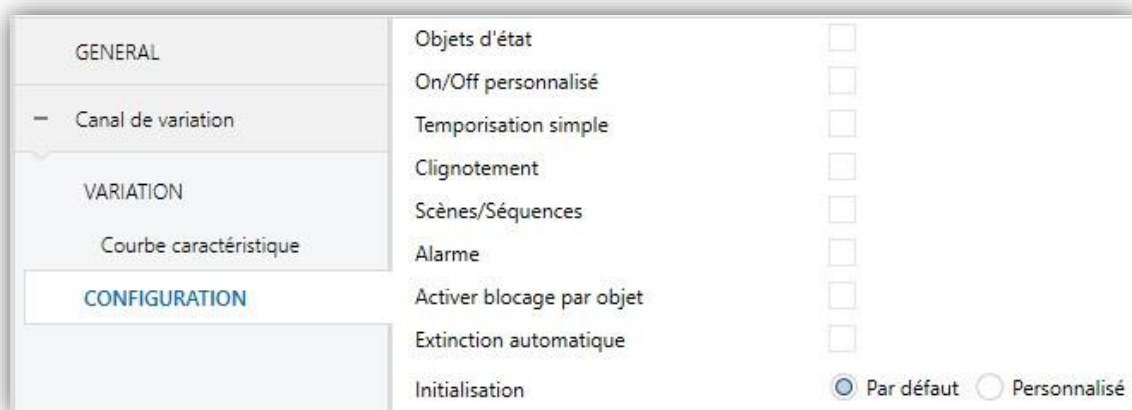 GENERAL
Canal de variation
VARIATION
Courbe caractéristique
CONFIGURATION
Objets d'état
On/Off personnalisé
Temporisation simple
Clignotement
Scènes/Séquences
Alarme
Activer blocage par objet
Extinction automatique
Initialisation Par défaut Personnalisé